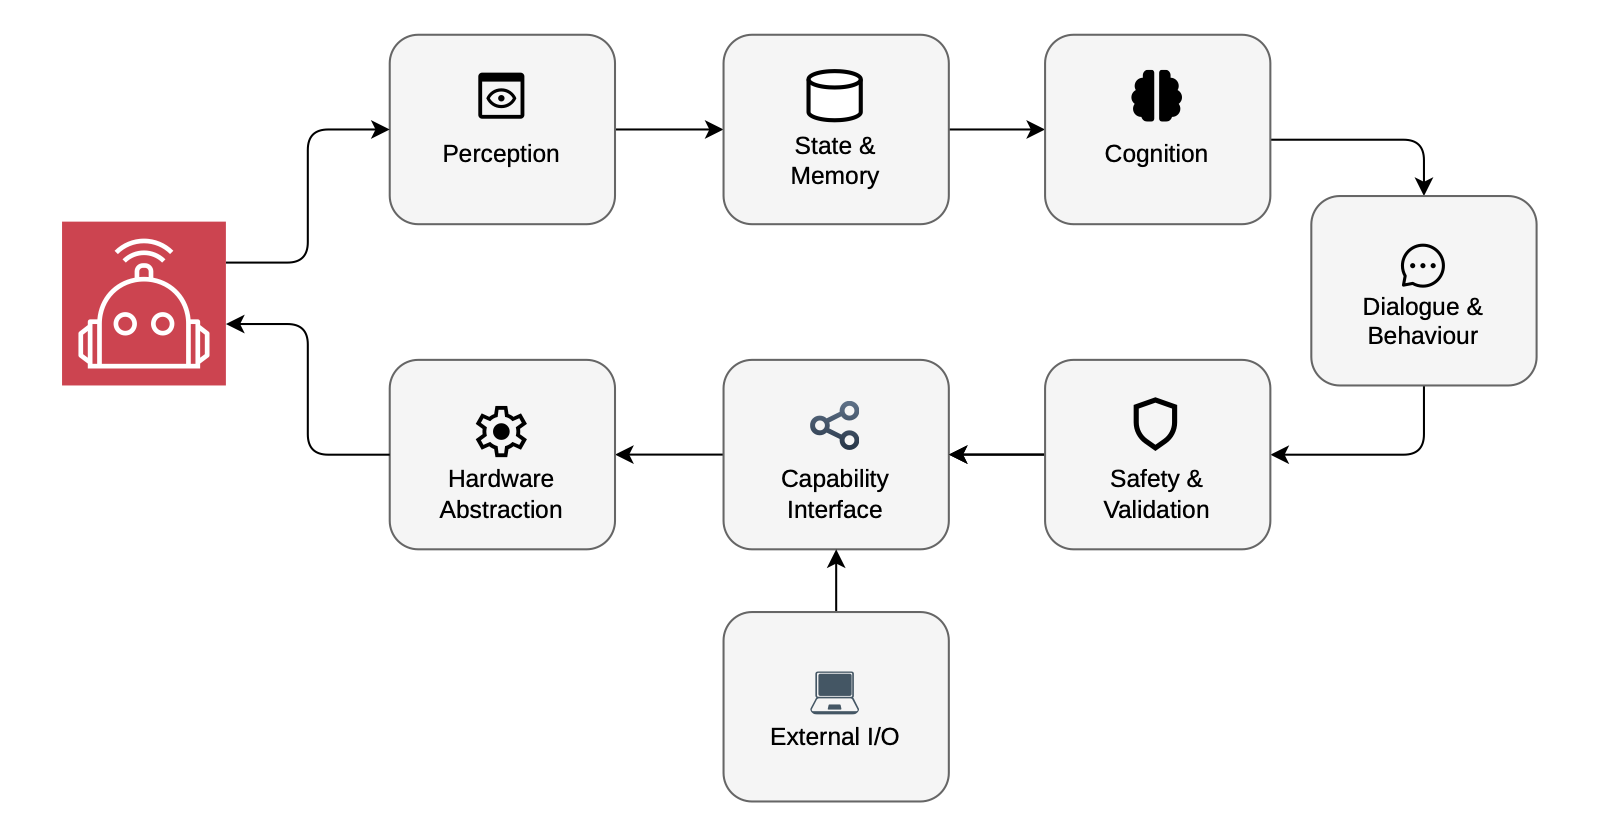 Perception
State &
Memory
Cognition
Dialogue &
Behaviour
Hardware
Abstraction
Capability
Interface
Safety &
Validation
External I/O